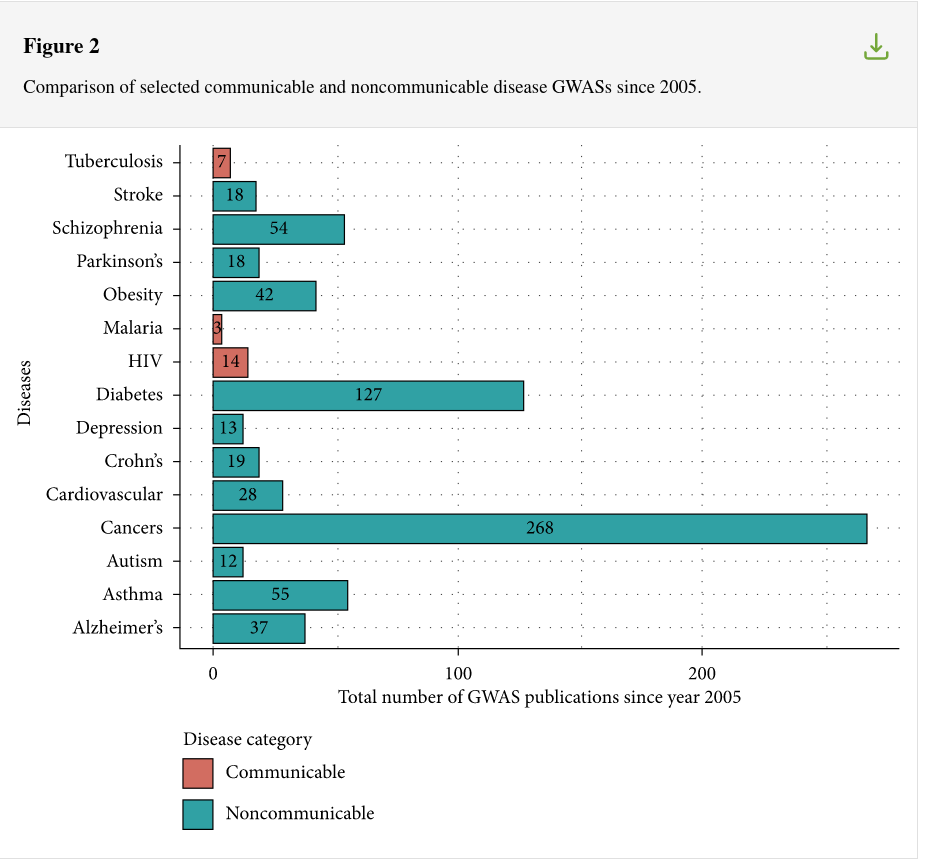 Figure 2
Comparison of selected communicable and noncommunicable disease GWASs since 2005.
Diseases
Tuberculosis 7
Stroke 18
Schizophrenia 54
Parkinson’s 18
Obesity 42
Malaria 3
HIV 14
Diabetes 127
Depression 13
Crohn’s 19
Cardiovascular 28
Cancers 268
Autism 12
Asthma 55
Alzheimer’s 37
0 100 200
Total number of GWAS publications since year 2005
Disease category
Communicable
Noncommunicable